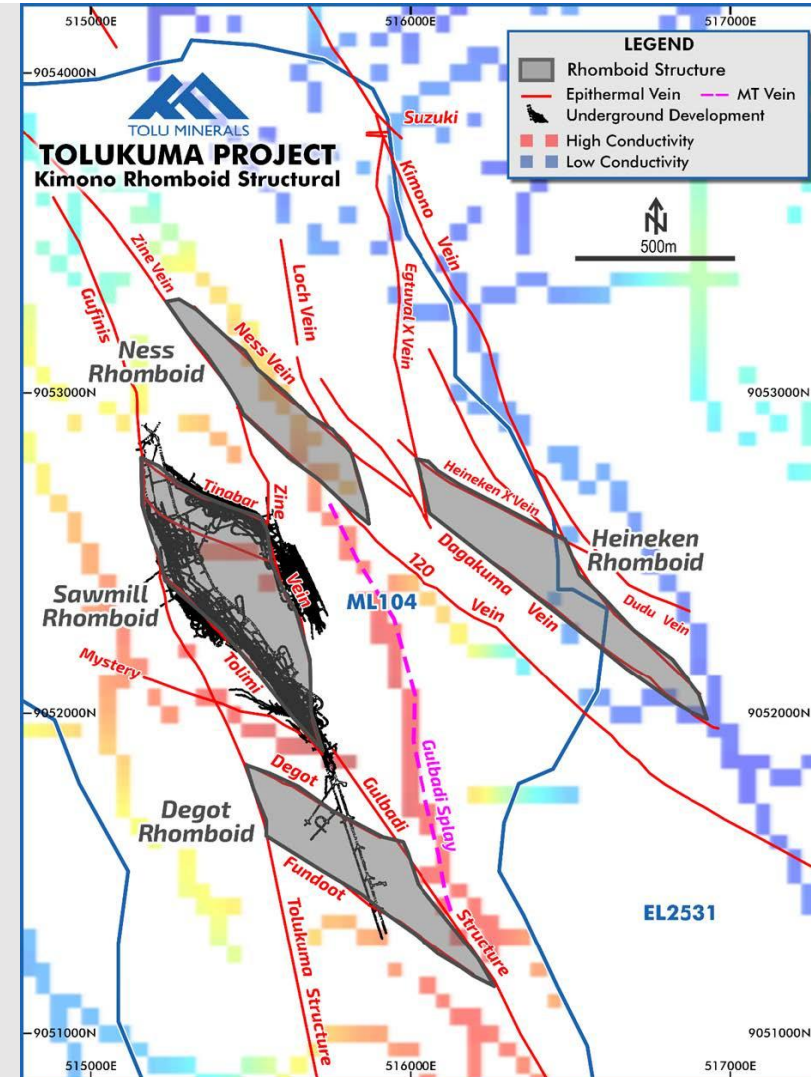 515000E
516000E
517000E
9054000N
TOLU MINERALS
TOLUKUMA PROJECT
Kimono Rhomboid Structural
LEGEND
Rhomboid Structure
Epithermal Vein
MT Vein
Underground Development
High Conductivity
Low Conductivity
N
500m
Suzuki
Kimono
Vein
Zine Vein
Gufinis
Loch Vein
Egtuval X Vein
Ness
Rhomboid
Ness Vein
9053000N
9053000N
Tinabar
Zine
Vein
Heineken X Vein
Heineken
Rhomboid
Dagakuma
Vein
Dudu Vein
120
Vein
ML104
Sawmill
Rhomboid
Mystery
Tolimi
9052000N
9052000N
Degot
Gulbadi
Structure
Gulbadi Splay
Degot
Rhomboid
Fundoot
Tolukuma
Structure
EL2531
9051000N
9051000N
515000E
516000E
517000E